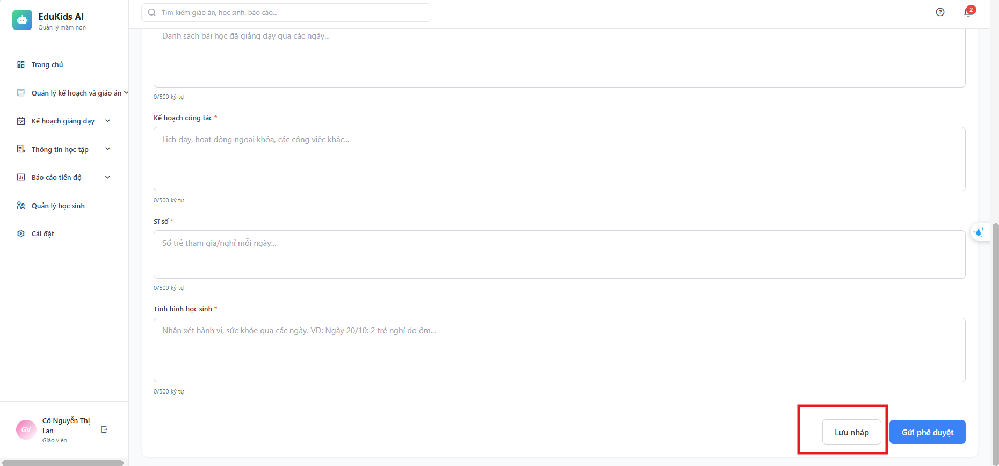 EduKids AI
Quản lý mầm non
Tìm kiếm giáo án, học sinh, báo cáo...
2
Trang chủ
Quản lý kế hoạch và giáo án
Kế hoạch giảng dạy
Thông tin học tập
Báo cáo tiến độ
Quản lý học sinh
Cài đặt
GV
Cô Nguyễn Thị
Lan
Giáo viên
Danh sách bài học đã giảng dạy qua các ngày...
0/500 ký tự
Kế hoạch công tác *
Lịch dạy, hoạt động ngoại khóa, các công việc khác...
0/500 ký tự
Sĩ số *
Số trẻ tham gia/nghỉ mỗi ngày...
0/500 ký tự
Tình hình học sinh *
Nhận xét hành vi, sức khỏe qua các ngày. VD: Ngày 20/10: 2 trẻ nghỉ do ốm...
0/500 ký tự
Lưu nháp
Gửi phê duyệt